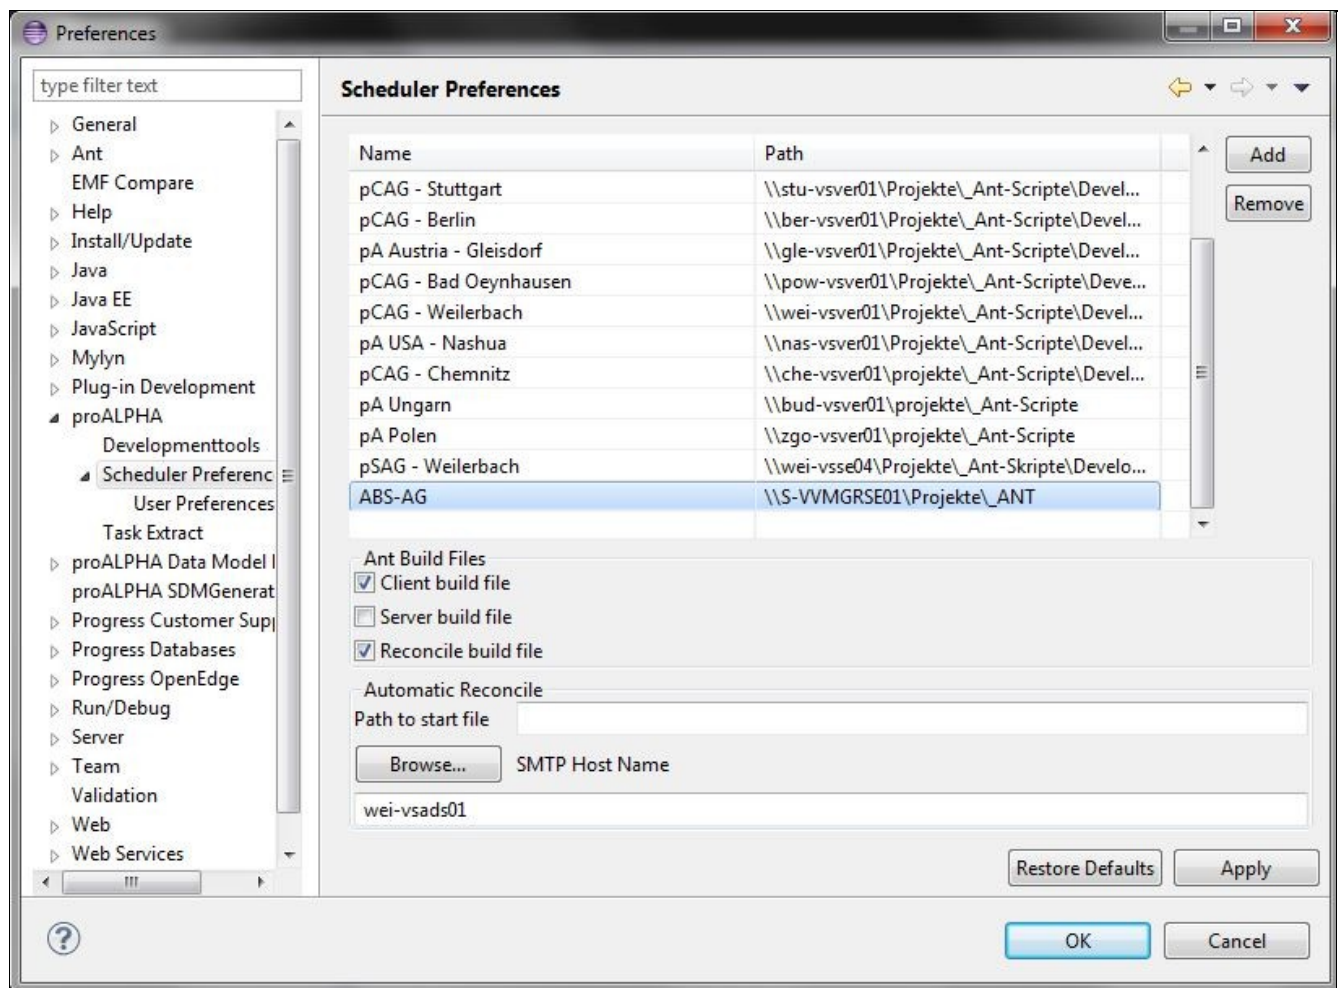 Preferences
type filter text
General
Ant
EMF Compare
Help
Install/Update
Java
Java EE
JavaScript
Mylyn
Plug-in Development
proALPHA
Developmenttools
Scheduler Preferenc
User Preferences
Task Extract
proALPHA Data Model
proALPHA SDMGenerat
Progress Customer Supp
Progress Databases
Progress OpenEdge
Run/Debug
Server
Team
Validation
Web
Web Services
Scheduler Preferences
Name Path
pCAG - Stuttgart \\stu-vsver01\Projekte\_Ant-Scripte\Devel...
pCAG - Berlin \\ber-vsver01\Projekte\_Ant-Scripte\Devel...
pA Austria - Gleisdorf \\gle-vsver01\Projekte\_Ant-Scripte\Devel...
pCAG - Bad Oeynhausen \\pow-vsver01\Projekte\_Ant-Scripte\Deve...
pCAG - Weilerbach \\wei-vsver01\Projekte\_Ant-Scripte\Devel...
pA USA - Nashua \\nas-vsver01\Projekte\_Ant-Scripte\Devel...
pCAG - Chemnitz \\che-vsver01\projekte\_Ant-Scripte\Devel...
pA Ungarn \\bud-vsver01\projekte\_Ant-Scripte
pA Polen \\zgo-vsver01\projekte\_Ant-Scripte
pSAG - Weilerbach \\wei-vsse04\Projekte\_Ant-Skripte\Develo...
ABS-AG \\S-VVMGRSE01\Projekte\_ANT
Add
Remove
Ant Build Files
Client build file
Server build file
Reconcile build file
Automatic Reconcile
Path to start file
Browse... SMTP Host Name
wei-vsads01
Restore Defaults Apply
OK Cancel